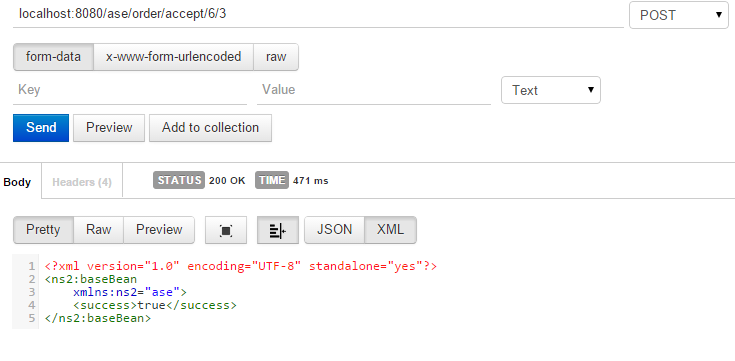 localhost:8080/ase/order/accept/6/3 POST
form-data x-www-form-urlencoded raw
Key Value Text
Send Preview Add to collection
Body Headers (4) STATUS 200 OK TIME 471 ms
Pretty Raw Preview JSON XML
1 <?xml version="1.0" encoding="UTF-8" standalone="yes"?>
2 <ns2:baseBean
3 xmlns:ns2="ase">
4 <success>true</success>
5 </ns2:baseBean>